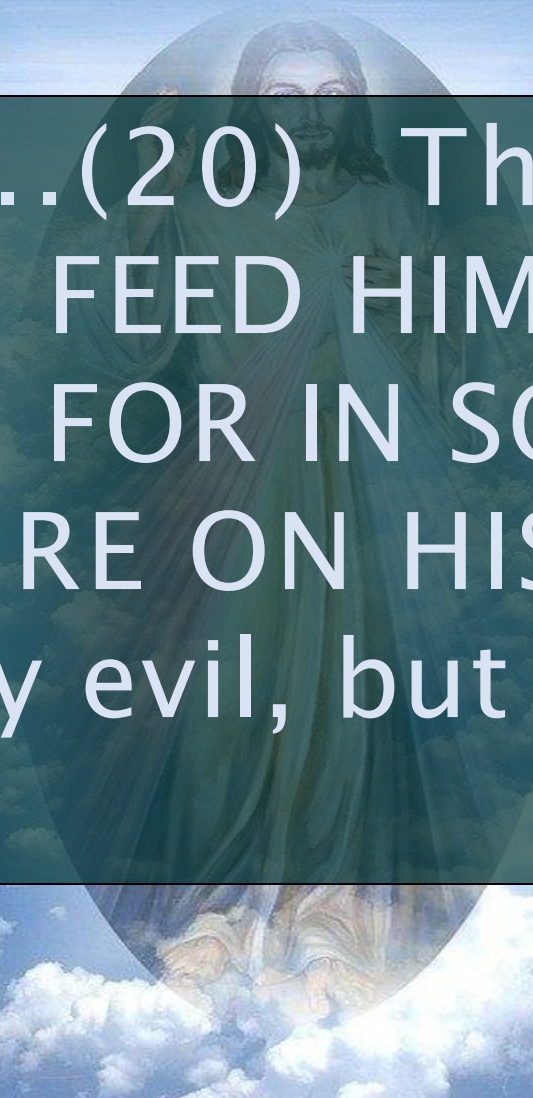 ..(20) Th
FEED HIM
FOR IN SO
RE ON HIS
y evil, but